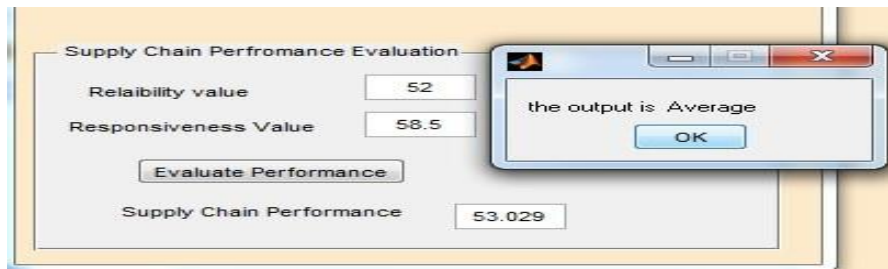 Supply Chain Perfromance Evaluation
Relaibility value 52
Responsiveness Value 58.5
Evaluate Performance
Supply Chain Performance 53.029
the output is Average
OK